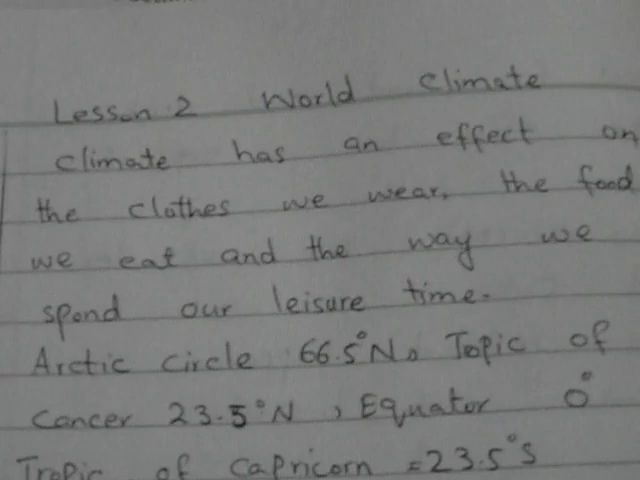 Lesson 2 World Climate
Climate has an effect on
the clothes we wear, the food
we eat and the way we
spend our leisure time.
Arctic Circle 66.5°N, Topic of
Cancer 23.5°N, Equator 0°
Tropic of Capricorn = 23.5°S